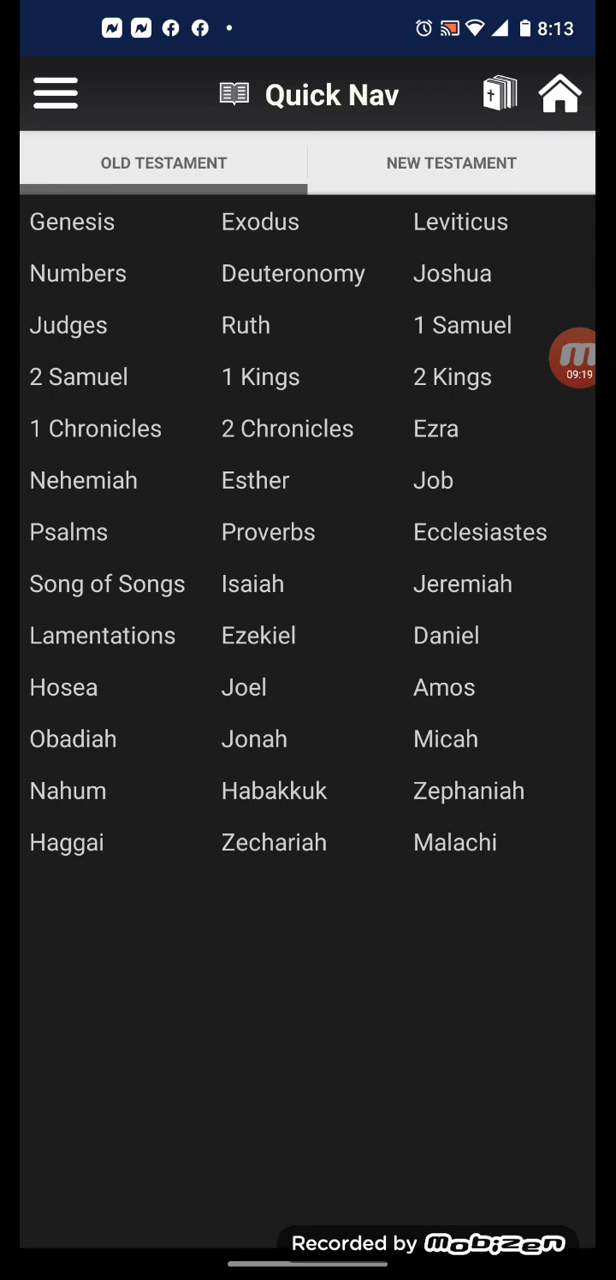 8:13
Quick Nav
OLD TESTAMENT NEW TESTAMENT
Genesis Exodus Leviticus
Numbers Deuteronomy Joshua
Judges Ruth 1 Samuel
2 Samuel 1 Kings 2 Kings
09:19
1 Chronicles 2 Chronicles Ezra
Nehemiah Esther Job
Psalms Proverbs Ecclesiastes
Song of Songs Isaiah Jeremiah
Lamentations Ezekiel Daniel
Hosea Joel Amos
Obadiah Jonah Micah
Nahum Habakkuk Zephaniah
Haggai Zechariah Malachi
Recorded by mobizen